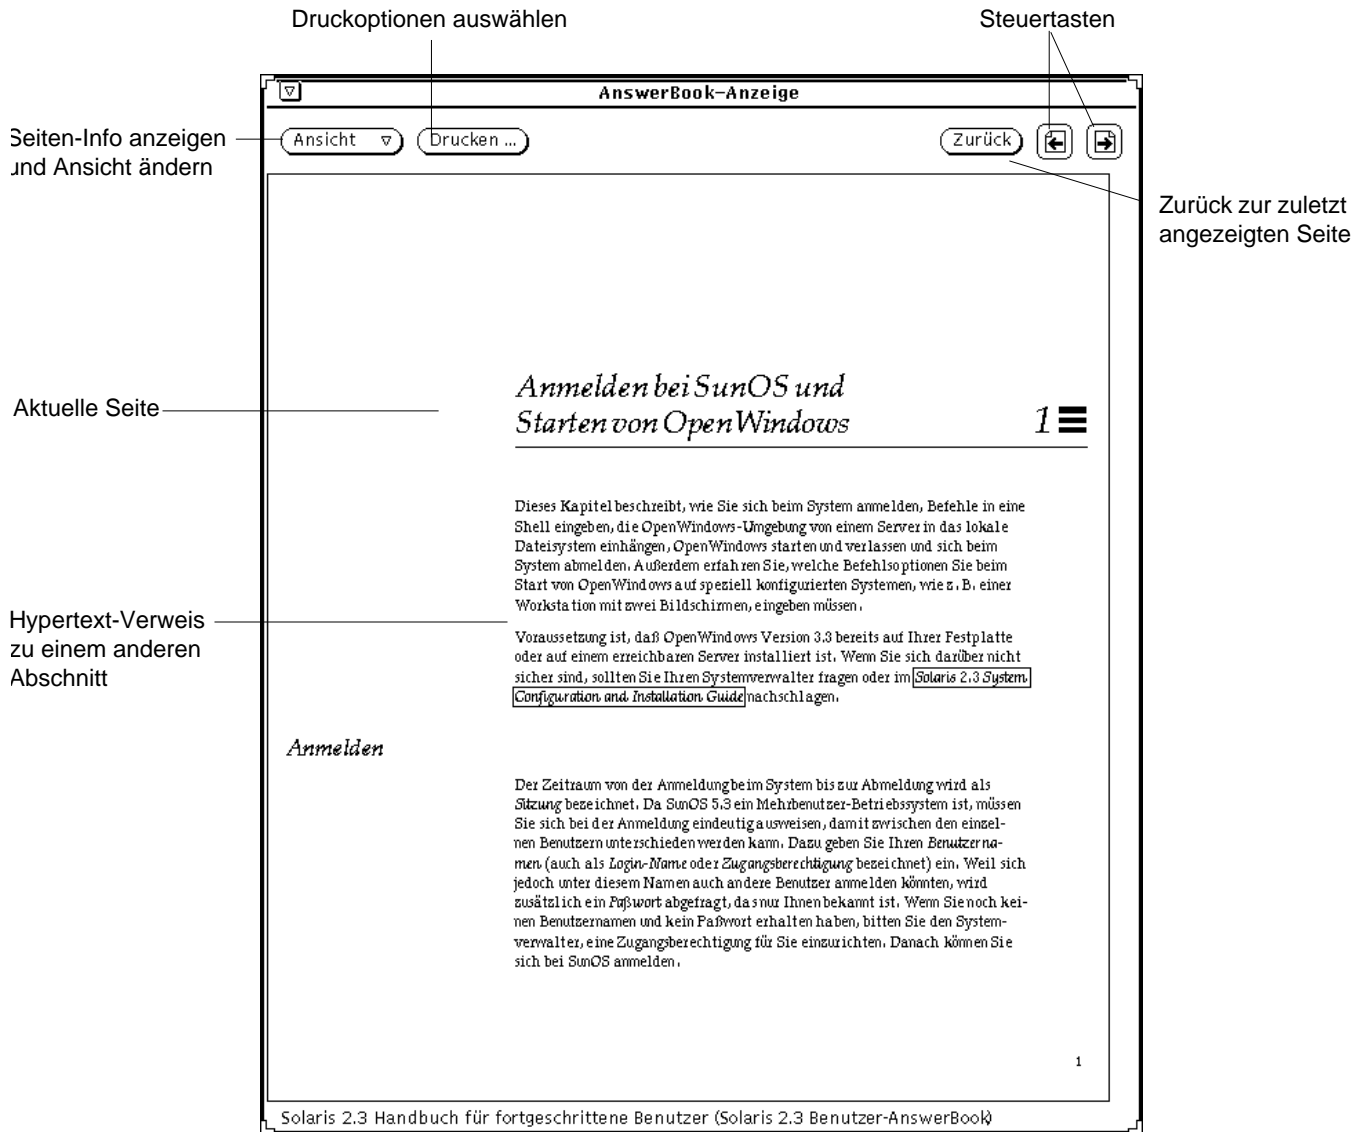 Druckoptionen auswählen
Steuertasten
AnswerBook–Anzeige
Seiten-Info anzeigen
und Ansicht ändern
Ansicht
Drucken ...
Zurück
Zurück zur zuletzt
angezeigten Seite
Anmelden bei SunOS und
Starten von OpenWindows
1
Aktuelle Seite
Dieses Kapitel beschreibt, wie Sie sich beim System anmelden, Befehle in eine
Shell eingeben, die OpenWindows-Umgebung von einem Server in das lokale
Dateisystem einhängen, OpenWindows starten und verlassen und sich beim
System abmelden. Außerdem erfahren Sie, welche Befehlsoptionen Sie beim
Start von OpenWindows auf speziell konfigurierten Systemen, wie z. B. einer
Workstation mit zwei Bildschirmen, eingeben müssen.
Hypertext-Verweis
zu einem anderen
Abschnitt
Voraussetzung ist, daß OpenWindows Version 3.3 bereits auf Ihrer Festplatte
oder auf einem erreichbaren Server installiert ist. Wenn Sie sich darüber nicht
sicher sind, sollten Sie Ihren Systemverwalter fragen oder im Solaris 2.3 System
Configuration and Installation Guide nachschlagen.
Anmelden
Der Zeitraum von der Anmeldung beim System bis zur Abmeldung wird als
Sitzung bezeichnet. Da SunOS 5.3 ein Mehrbenutzer-Betriebssystem ist, müssen
Sie sich bei der Anmeldung eindeutig ausweisen, damit zwischen den einzel-
nen Benutzern unterschieden werden kann. Dazu geben Sie Ihren Benutzerna-
men (auch als Login-Name oder Zugangsberechtigung bezeichnet) ein. Weil sich
jedoch unter diesem Namen auch andere Benutzer anmelden könnten, wird
zusätzlich ein Paßwort abgefragt, das nur Ihnen bekannt ist. Wenn Sie noch kei-
nen Benutzernamen und kein Paßwort erhalten haben, bitten Sie den System-
verwalter, eine Zugangsberechtigung für Sie einzurichten. Danach können Sie
sich bei SunOS anmelden.
1
Solaris 2.3 Handbuch für fortgeschrittene Benutzer (Solaris 2.3 Benutzer-AnswerBook)